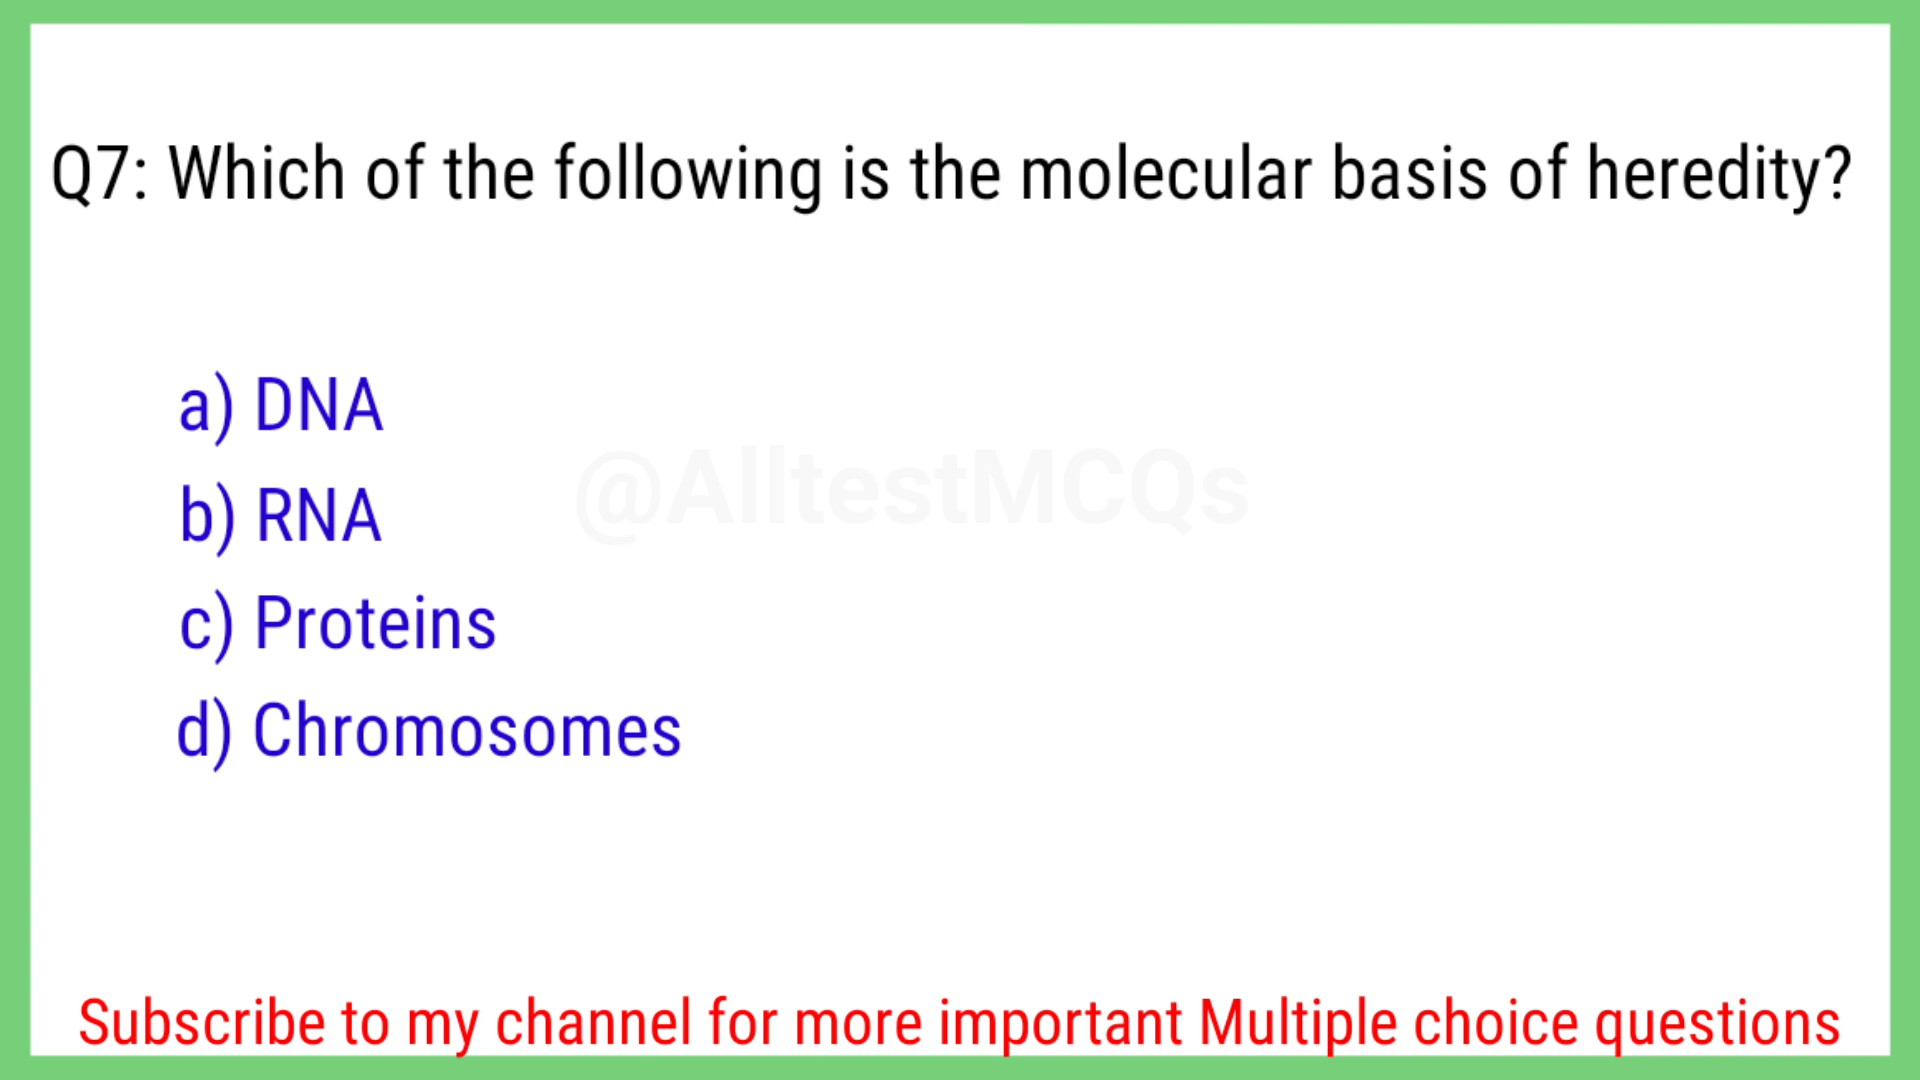 Q7: Which of the following is the molecular basis of heredity?
a) DNA
@AlltestMCQs
b) RNA
c) Proteins
d) Chromosomes
Subscribe to my channel for more important Multiple choice questions